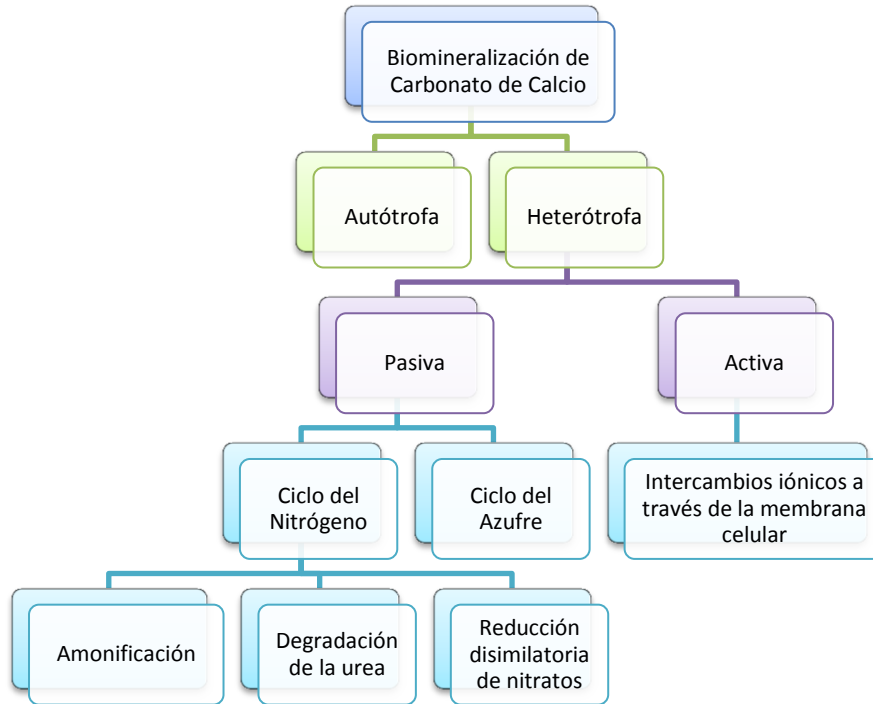 Biomineralización de
Carbonato de Calcio
Autótrofa
Heterótrofa
Pasiva
Activa
Ciclo del
Nitrógeno
Ciclo del
Azufre
Intercambios iónicos a
través de la membrana
celular
Amonificación
Degradación
de la urea
Reducción
disimilatoria
de nitratos